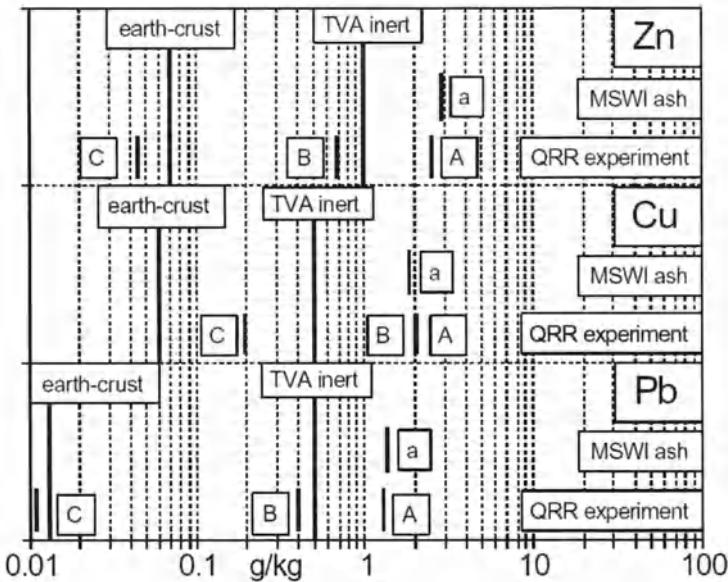 earth-crust TVA inert Zn
a MSWI ash
C B A QRR experiment
earth-crust TVA inert Cu
a MSWI ash
C B A QRR experiment
earth-crust TVA inert Pb
a MSWI ash
C B A QRR experiment
0.01 0.1 g/kg 1 10 100